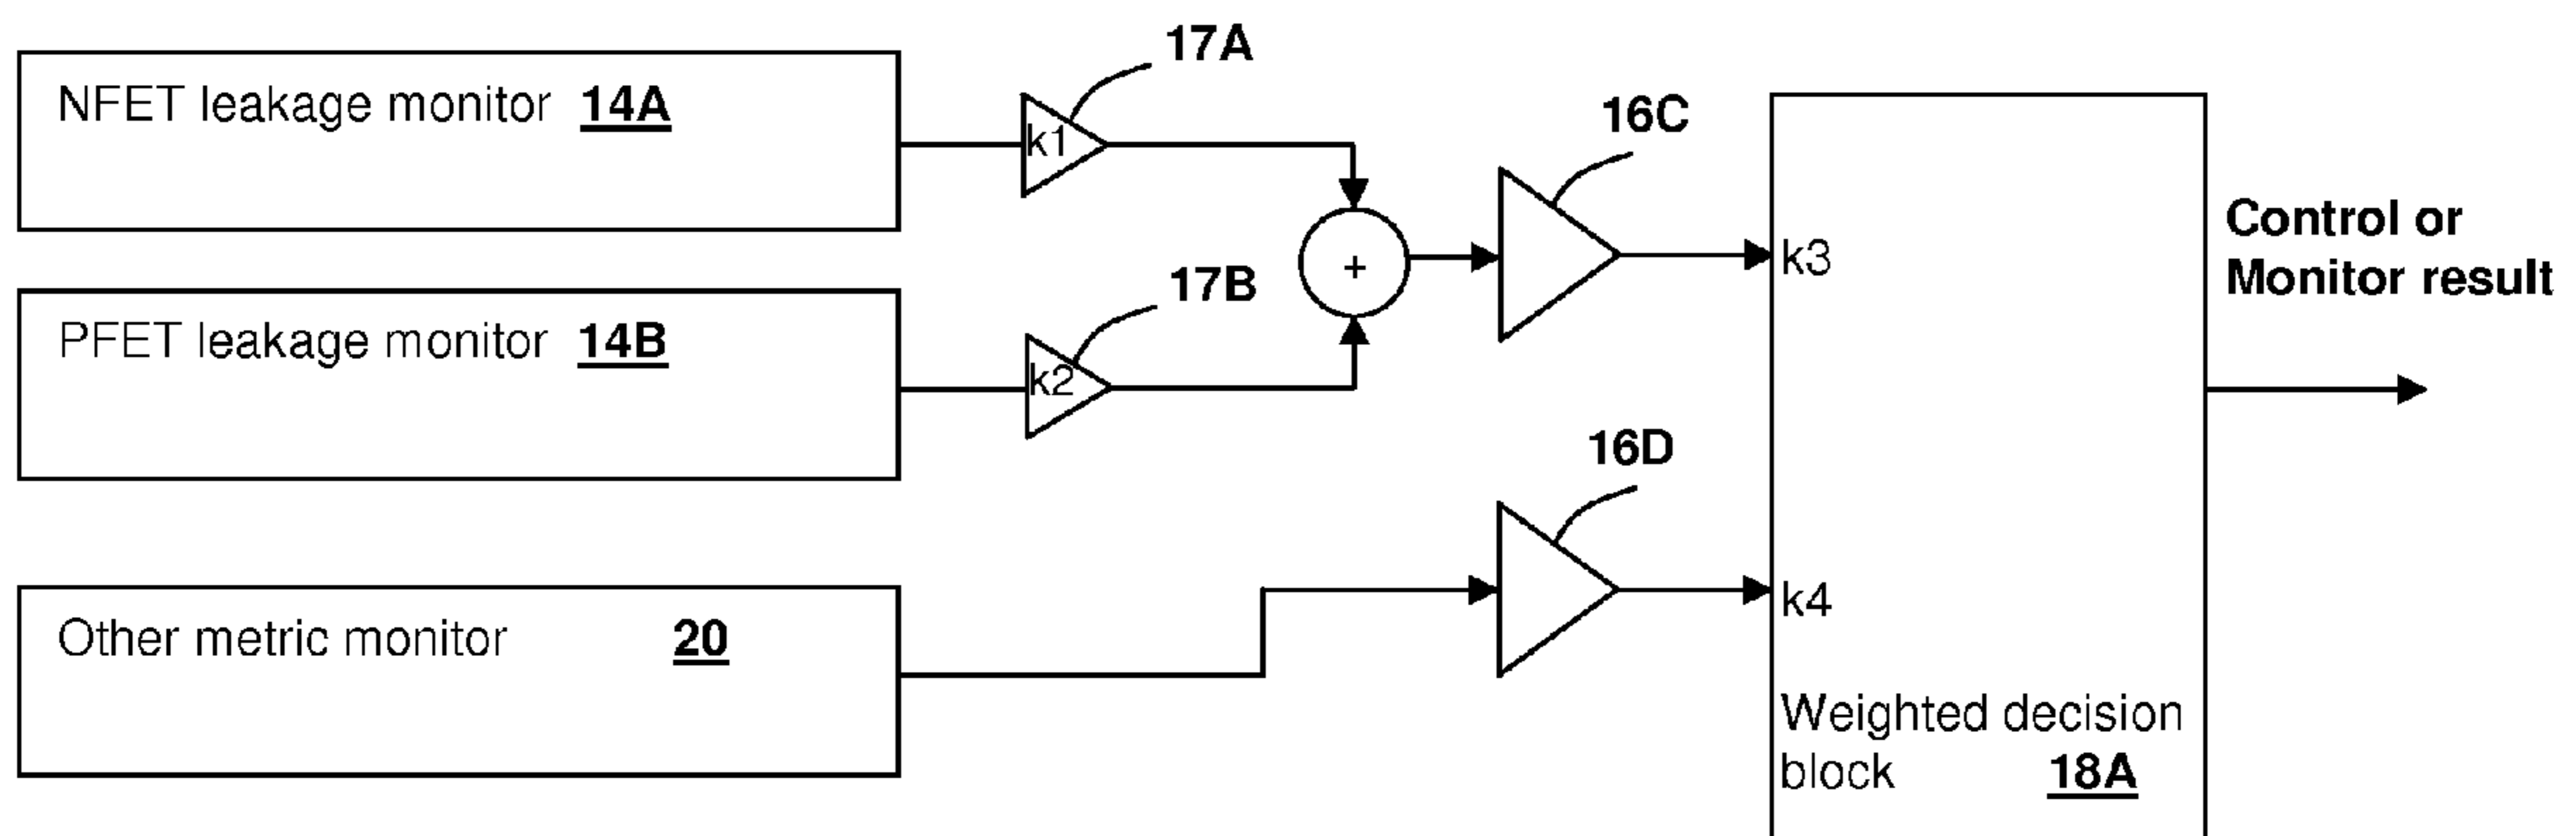 17A
NFET leakage monitor 14A
k1
16C
Control or
Monitor result
k3
+
17B
PFET leakage monitor 14B
k2
16D
k4
Other metric monitor 20
Weighted decision
block 18A